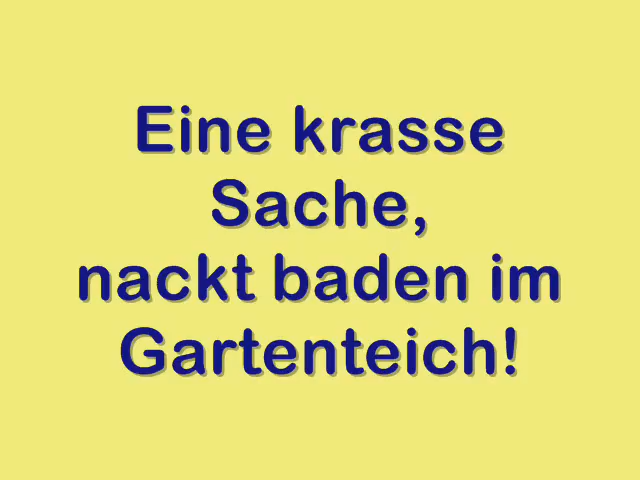 Eine krasse
Sache,
nackt baden im
Gartenteich!